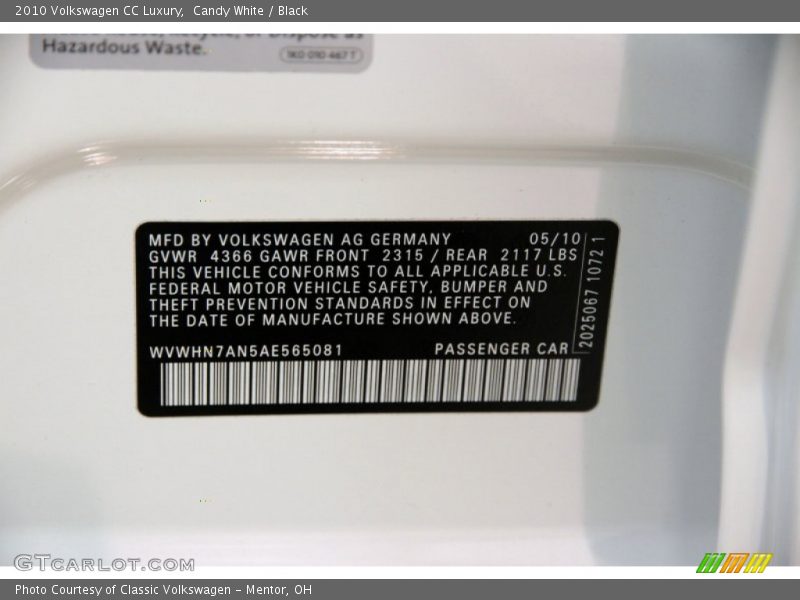 2010 Volkswagen CC Luxury, Candy White / Black
Hazardous Waste.
1K0 010 467 T
MFD BY VOLKSWAGEN AG GERMANY 05/10
GVWR 4366 GAWR FRONT 2315 / REAR 2117 LBS
THIS VEHICLE CONFORMS TO ALL APPLICABLE U.S.
FEDERAL MOTOR VEHICLE SAFETY, BUMPER AND
THEFT PREVENTION STANDARDS IN EFFECT ON
THE DATE OF MANUFACTURE SHOWN ABOVE.
WVWHN7AN5AE565081 PASSENGER CAR
2025067 1072 1
GTCARLOT.COM
Photo Courtesy of Classic Volkswagen - Mentor, OH